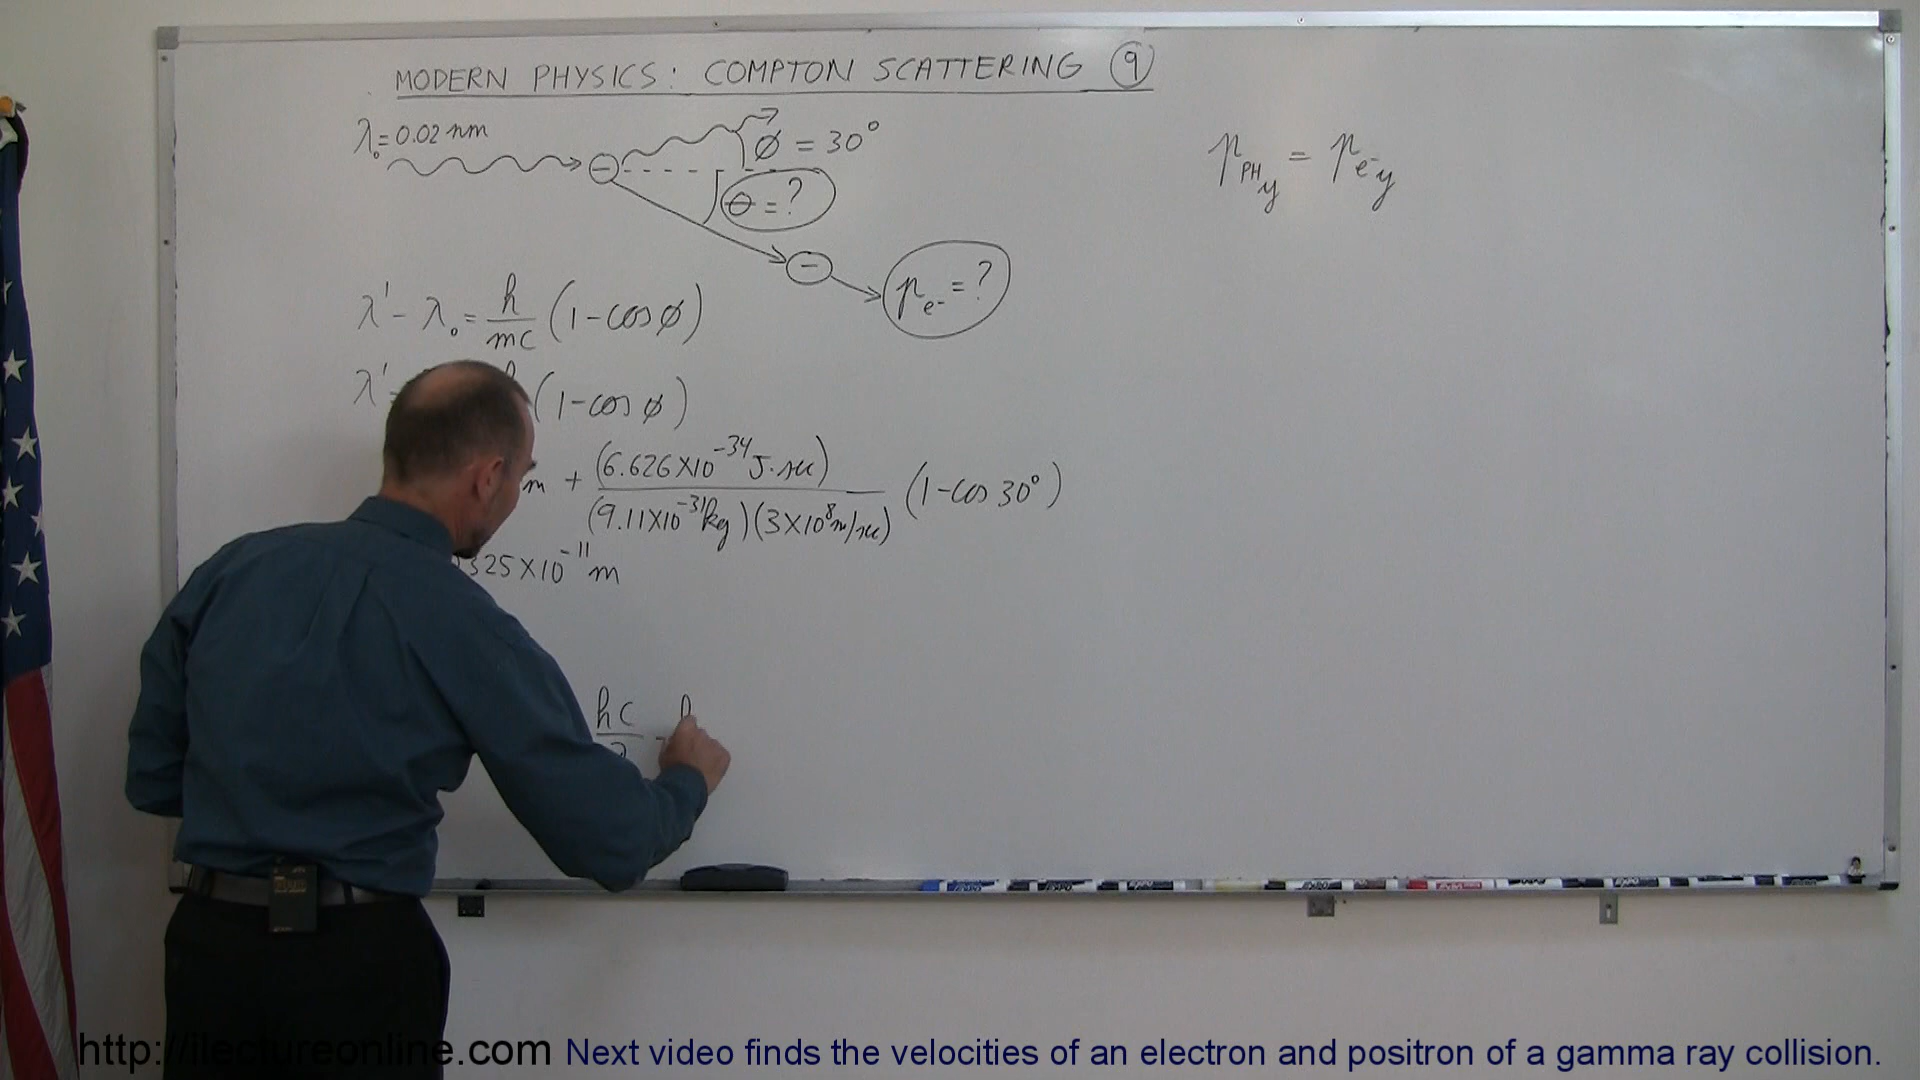 MODERN PHYSICS: COMPTON SCATTERING 9
λ₀ = 0.02 nm
ϕ = 30°
θ = ?
p_PHy = p_e⁻y
p_e⁻ = ?
λ' - λ₀ = h/mc (1 - cos ϕ)
λ' = (1 - cos ϕ)
m + (6.626 X 10⁻³⁴ J·sec) / (9.11 X 10⁻³¹ kg)(3 X 10⁸ m/sec) (1 - cos 30°)
325 X 10⁻¹¹ m
hc
http://ilectureonline.com Next video finds the velocities of an electron and positron of a gamma ray collision.